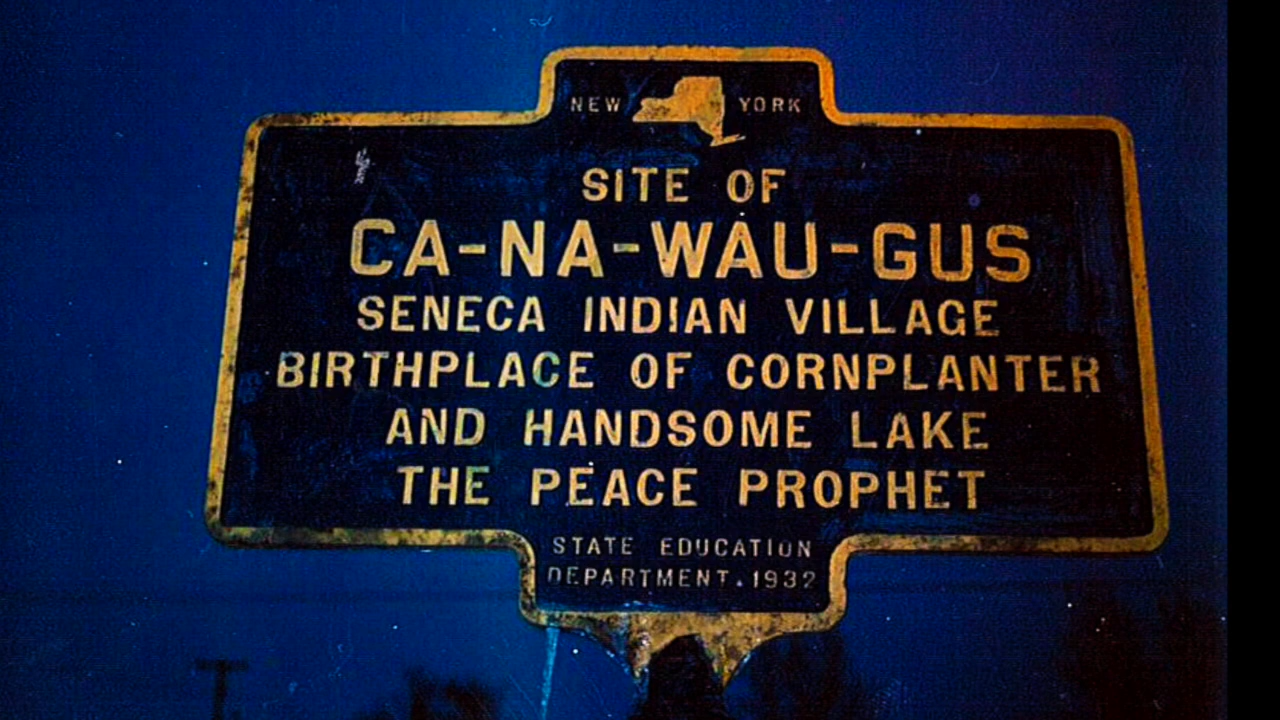 NEW YORK
SITE OF
CA-NA-WAU-GUS
SENECA INDIAN VILLAGE
BIRTHPLACE OF CORNPLANTER
AND HANDSOME LAKE
THE PEACE PROPHET
STATE EDUCATION
DEPARTMENT.1932